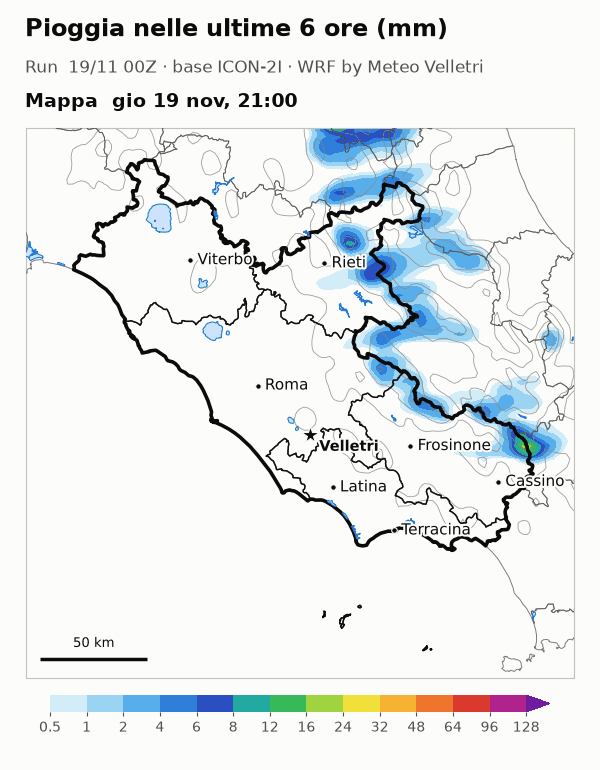 Pioggia nelle ultime 6 ore (mm)
Run  19/11 00Z · base ICON-2I · WRF by Meteo Velletri
Mappa  gio 19 nov, 21:00
Viterbo
Rieti
Roma
Velletri
Frosinone
Cassino
Latina
Terracina
50 km
0.5 1 2 4 6 8 12 16 24 32 48 64 96 128